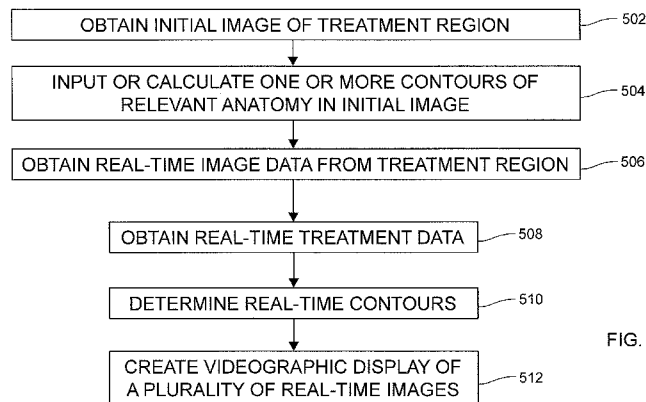 OBTAIN INITIAL IMAGE OF TREATMENT REGION
502
INPUT OR CALCULATE ONE OR MORE CONTOURS OF
RELEVANT ANATOMY IN INITIAL IMAGE
504
OBTAIN REAL-TIME IMAGE DATA FROM TREATMENT REGION
506
OBTAIN REAL-TIME TREATMENT DATA
508
DETERMINE REAL-TIME CONTOURS
510
FIG.
CREATE VIDEOGRAPHIC DISPLAY OF
A PLURALITY OF REAL-TIME IMAGES
512